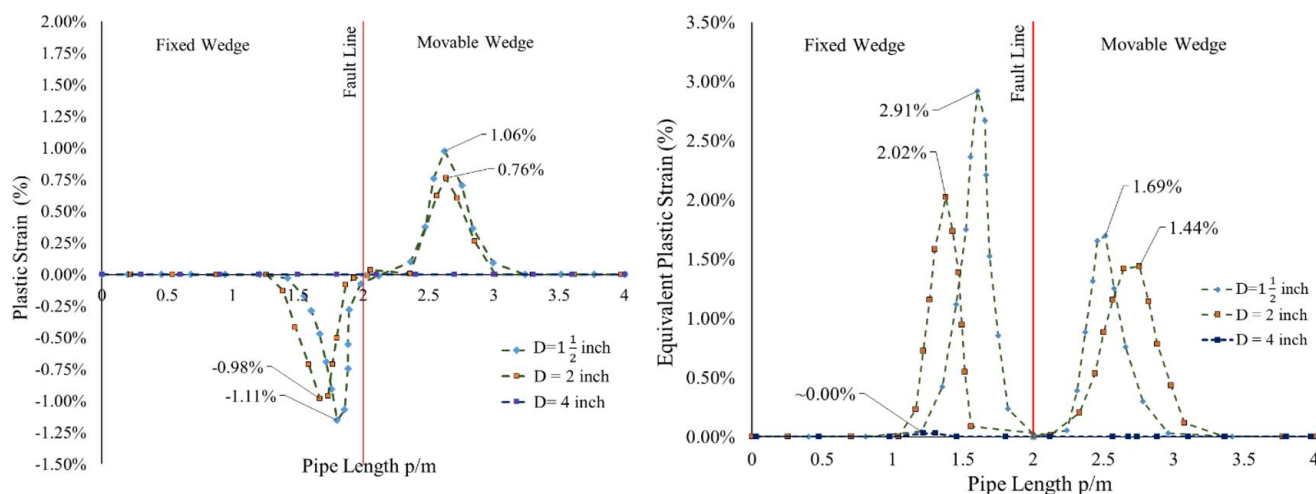 2.00%
1.75%
1.50%
1.25%
1.00%
0.75%
0.50%
0.25%
0.00%
-0.25%
-0.50%
-0.75%
-1.00%
-1.25%
-1.50%
Plastic Strain (%)
Fixed Wedge
Fault Line
Movable Wedge
1.06%
0.76%
-0.98%
-1.11%
0 0.5 1 1.5 2 2.5 3 3.5 4
D=1 1/2 inch
D = 2 inch
D= 4 inch
Pipe Length p/m
3.50%
3.00%
2.50%
2.00%
1.50%
1.00%
0.50%
0.00%
Equivalent Plastic Strain (%)
Fixed Wedge
Fault Line
Movable Wedge
2.91%
2.02%
1.69%
1.44%
~0.00%
D=1 1/2 inch
D = 2 inch
D = 4 inch
0 0.5 1 1.5 2 2.5 3 3.5 4
Pipe Length p/m